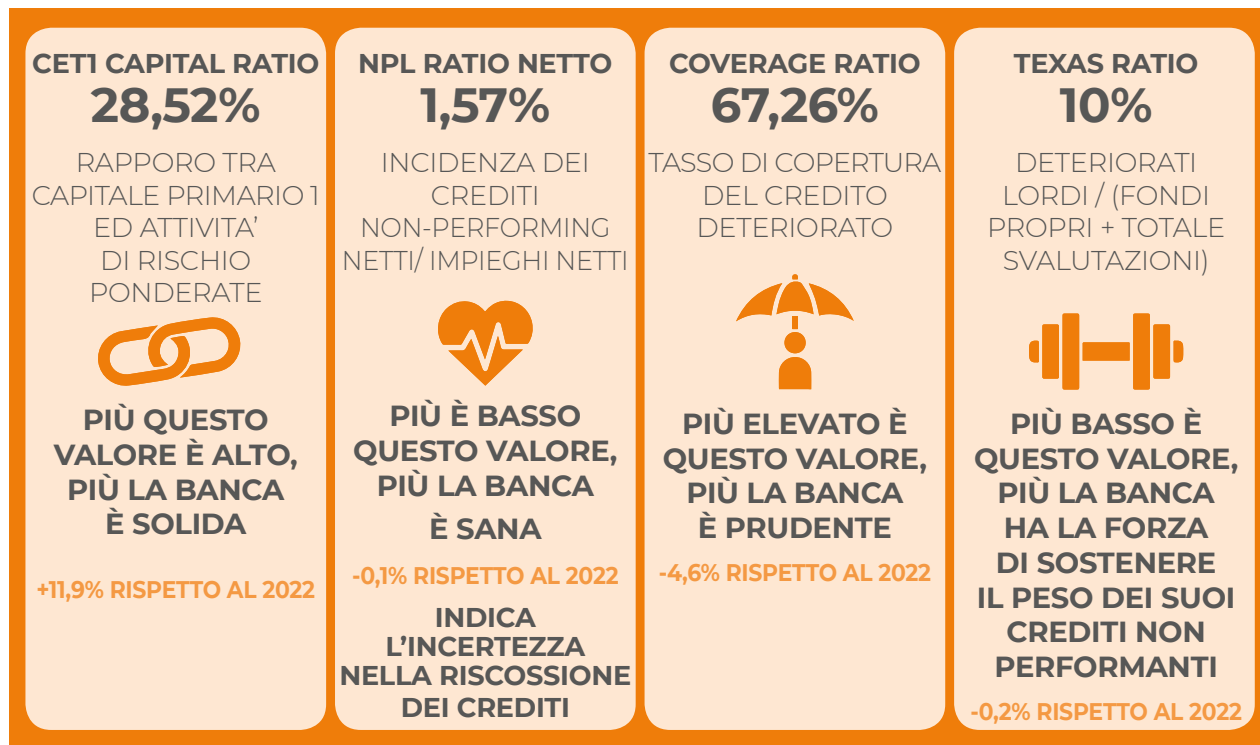 CET1 CAPITAL RATIO
28,52%
RAPPORO TRA
CAPITALE PRIMARIO 1
ED ATTIVITA'
DI RISCHIO
PONDERATE
PIÙ QUESTO
VALORE È ALTO,
PIÙ LA BANCA
È SOLIDA
+11,9% RISPETTO AL 2022
NPL RATIO NETTO
1,57%
INCIDENZA DEI
CREDITI
NON-PERFORMING
NETTI/ IMPIEGHI NETTI
PIÙ È BASSO
QUESTO VALORE,
PIÙ LA BANCA
È SANA
-0,1% RISPETTO AL 2022
INDICA
L'INCERTEZZA
NELLA RISCOSSIONE
DEI CREDITI
COVERAGE RATIO
67,26%
TASSO DI COPERTURA
DEL CREDITO
DETERIORATO
PIÙ ELEVATO È
QUESTO VALORE,
PIÙ LA BANCA
È PRUDENTE
-4,6% RISPETTO AL 2022
TEXAS RATIO
10%
DETERIORATI
LORDI / (FONDI
PROPRI + TOTALE
SVALUTAZIONI)
PIÙ BASSO È
QUESTO VALORE,
PIÙ LA BANCA
HA LA FORZA
DI SOSTENERE
IL PESO DEI SUOI
CREDITI NON
PERFORMANTI
-0,2% RISPETTO AL 2022